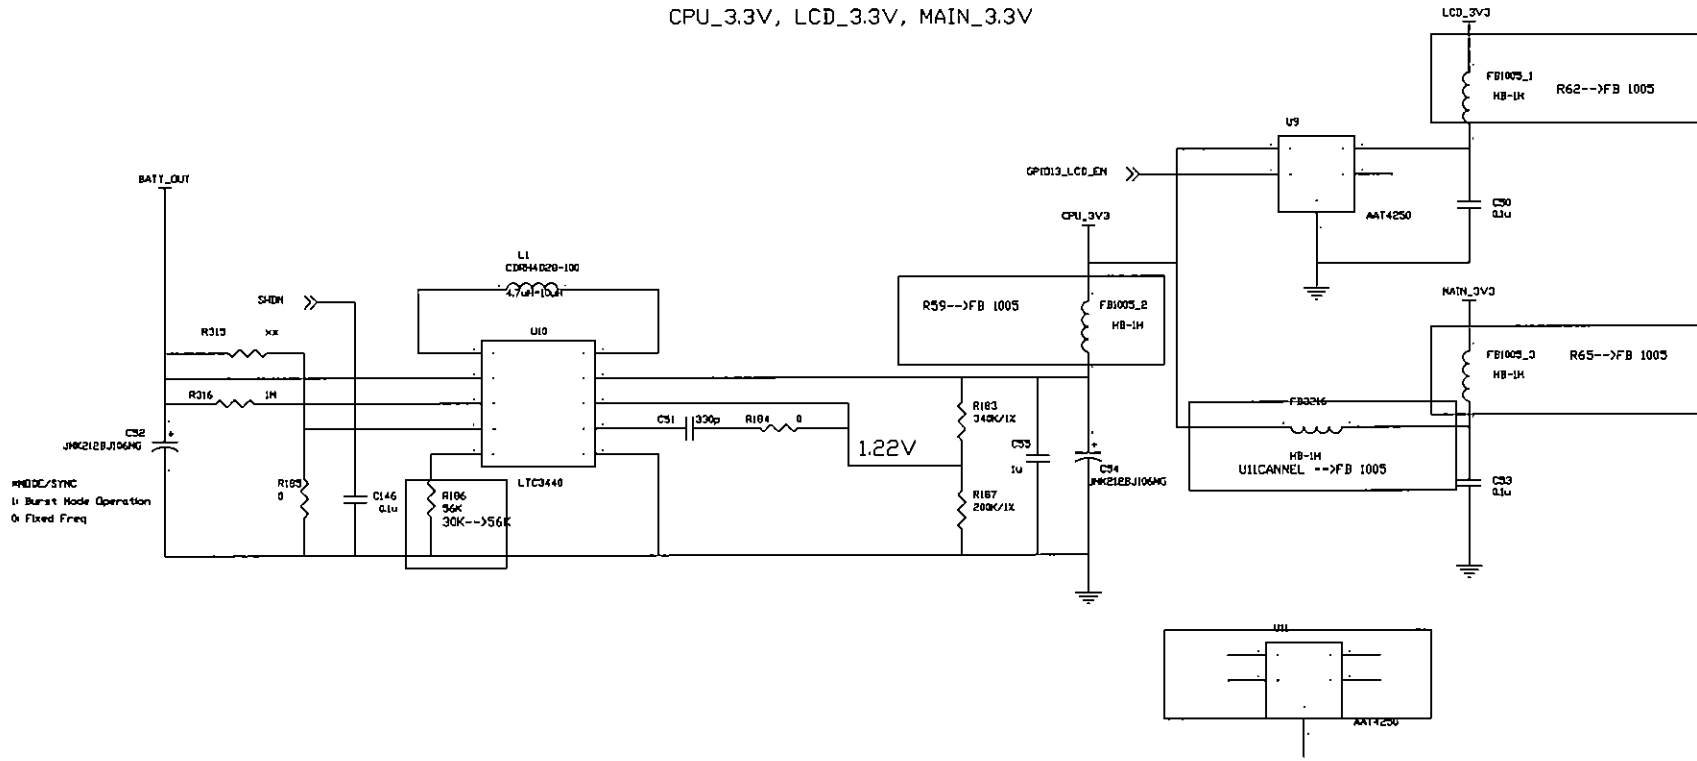 CPU_3.3V, LCD_3.3V, MAIN_3.3V
LCD_3V3
FB1005_1
HB-1H
R62-->FB 1005
U9
BATT_OUT
GPIO13_LCD_EN
AAT4250
C50
0.1u
CPU_3V3
L1
CDRH4D28-100
4.7uH-10uH
SHDN
R59-->FB 1005
FB1005_2
HB-1H
MAIN_3V3
R315
xx
U10
FB1005_3
HB-1H
R65-->FB 1005
R316
1M
FB3216
C51
330p
R184
0
R183
340K/1%
C52
JMK212BJ106MG
1.22V
C55
1u
C54
JMK212BJ106MG
HB-1H
U11CANNEL -->FB 1005
*MODE/SYNC
1: Burst Mode Operation
0: Fixed Freq
R185
0
C146
0.1u
R186
56K
30K-->56K
LTC3440
R187
200K/1%
C53
0.1u
U11
AAT4250